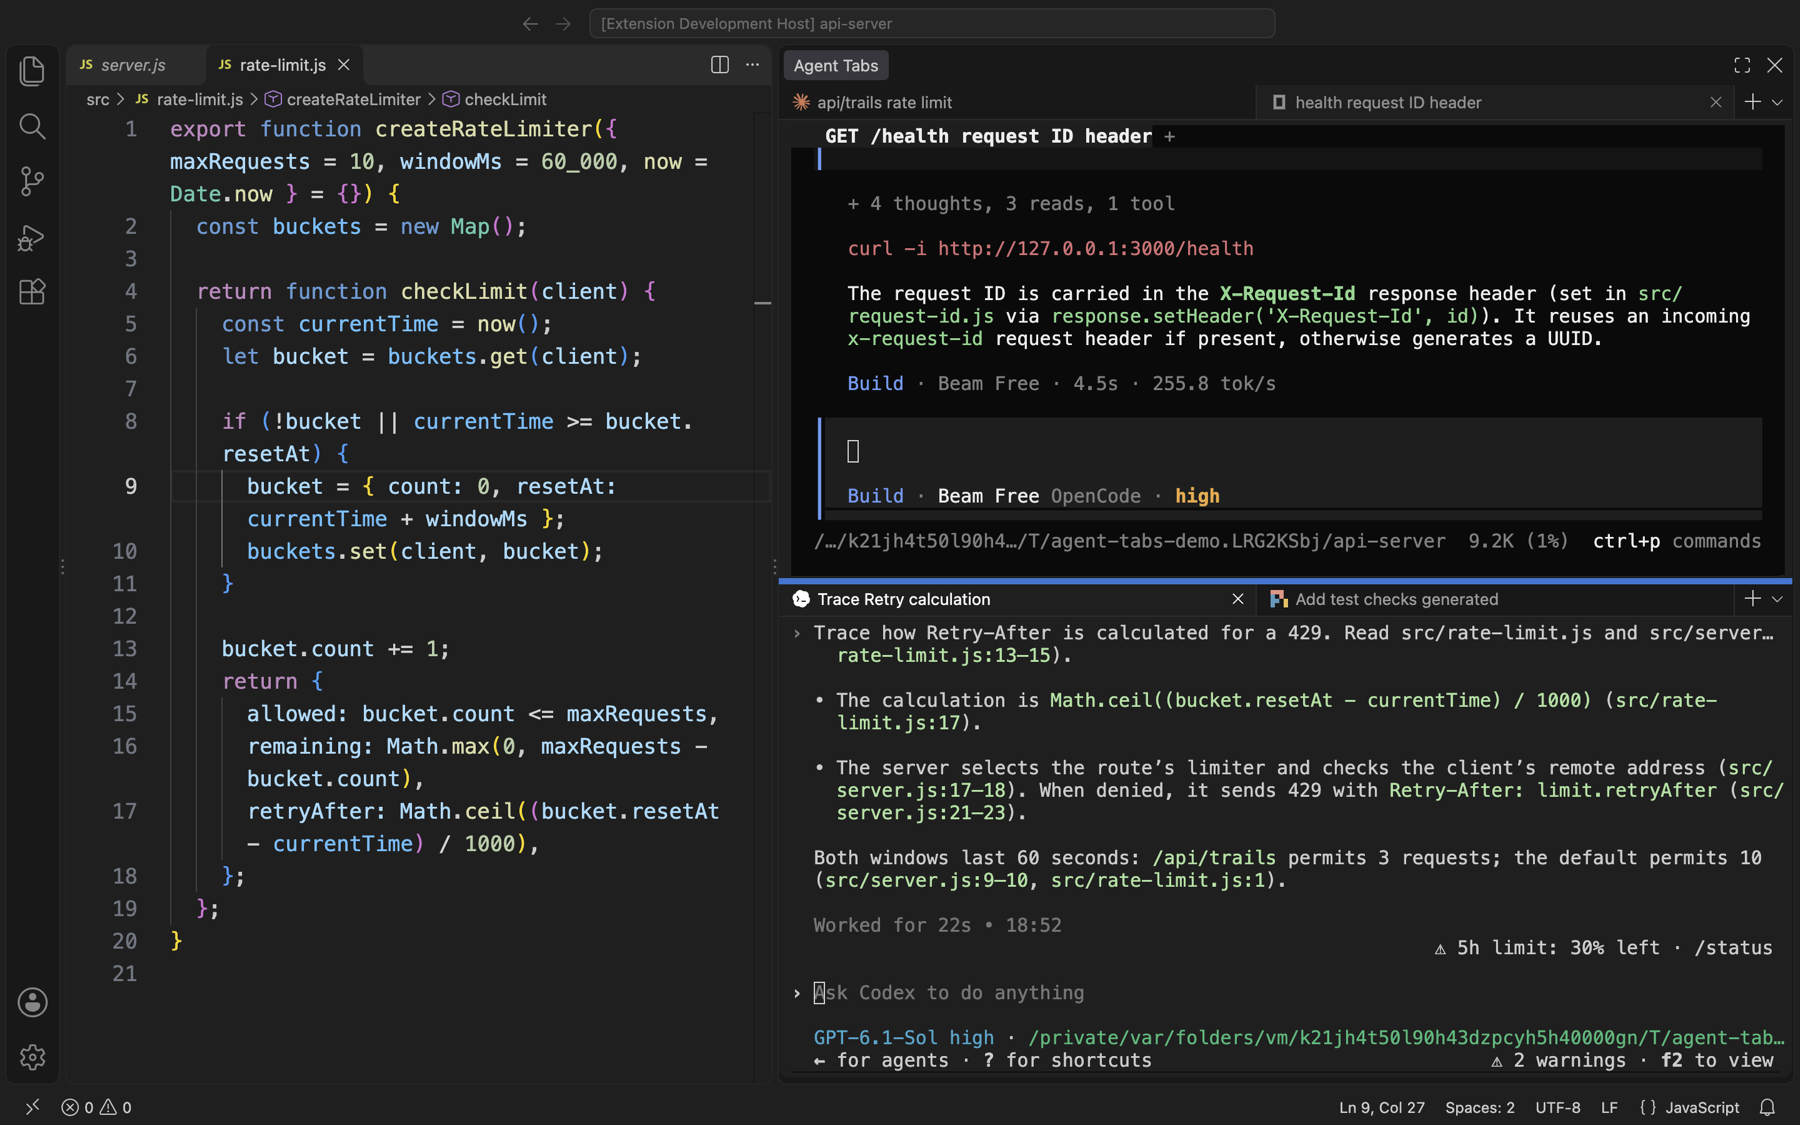 [Extension Development Host] api-server
JS server.js
JS rate-limit.js
src > JS rate-limit.js > createRateLimiter > checkLimit
1 export function createRateLimiter({
maxRequests = 10, windowMs = 60_000, now =
Date.now } = {}) {
2 const buckets = new Map();
3
4 return function checkLimit(client) {
5 const currentTime = now();
6 let bucket = buckets.get(client);
7
8 if (!bucket || currentTime >= bucket.
resetAt) {
9 bucket = { count: 0, resetAt:
currentTime + windowMs };
10 buckets.set(client, bucket);
11 }
12
13 bucket.count += 1;
14 return {
15 allowed: bucket.count <= maxRequests,
16 remaining: Math.max(0, maxRequests -
bucket.count),
17 retryAfter: Math.ceil((bucket.resetAt
- currentTime) / 1000),
18 };
19 };
20 }
21
Agent Tabs
api/trails rate limit
health request ID header
GET /health request ID header +
+ 4 thoughts, 3 reads, 1 tool
curl -i http://127.0.0.1:3000/health
The request ID is carried in the X-Request-Id response header (set in src/
request-id.js via response.setHeader('X-Request-Id', id)). It reuses an incoming
x-request-id request header if present, otherwise generates a UUID.
Build · Beam Free · 4.5s · 255.8 tok/s
Build · Beam Free OpenCode · high
/…/k21jh4t50l90h4…/T/agent-tabs-demo.LRG2KSbj/api-server 9.2K (1%) ctrl+p commands
Trace Retry calculation
Add test checks generated
› Trace how Retry-After is calculated for a 429. Read src/rate-limit.js and src/server…
rate-limit.js:13–15).
• The calculation is Math.ceil((bucket.resetAt - currentTime) / 1000) (src/rate-
limit.js:17).
• The server selects the route’s limiter and checks the client’s remote address (src/
server.js:17–18). When denied, it sends 429 with Retry-After: limit.retryAfter (src/
server.js:21–23).
Both windows last 60 seconds: /api/trails permits 3 requests; the default permits 10
(src/server.js:9–10, src/rate-limit.js:1).
Worked for 22s • 18:52
⚠ 5h limit: 30% left · /status
› Ask Codex to do anything
GPT-6.1-Sol high · /private/var/folders/vm/k21jh4t50l90h43dzpcyh5h40000gn/T/agent-tab…
← for agents · ? for shortcuts
⚠ 2 warnings · f2 to view
0 0
Ln 9, Col 27 Spaces: 2 UTF-8 LF {} JavaScript